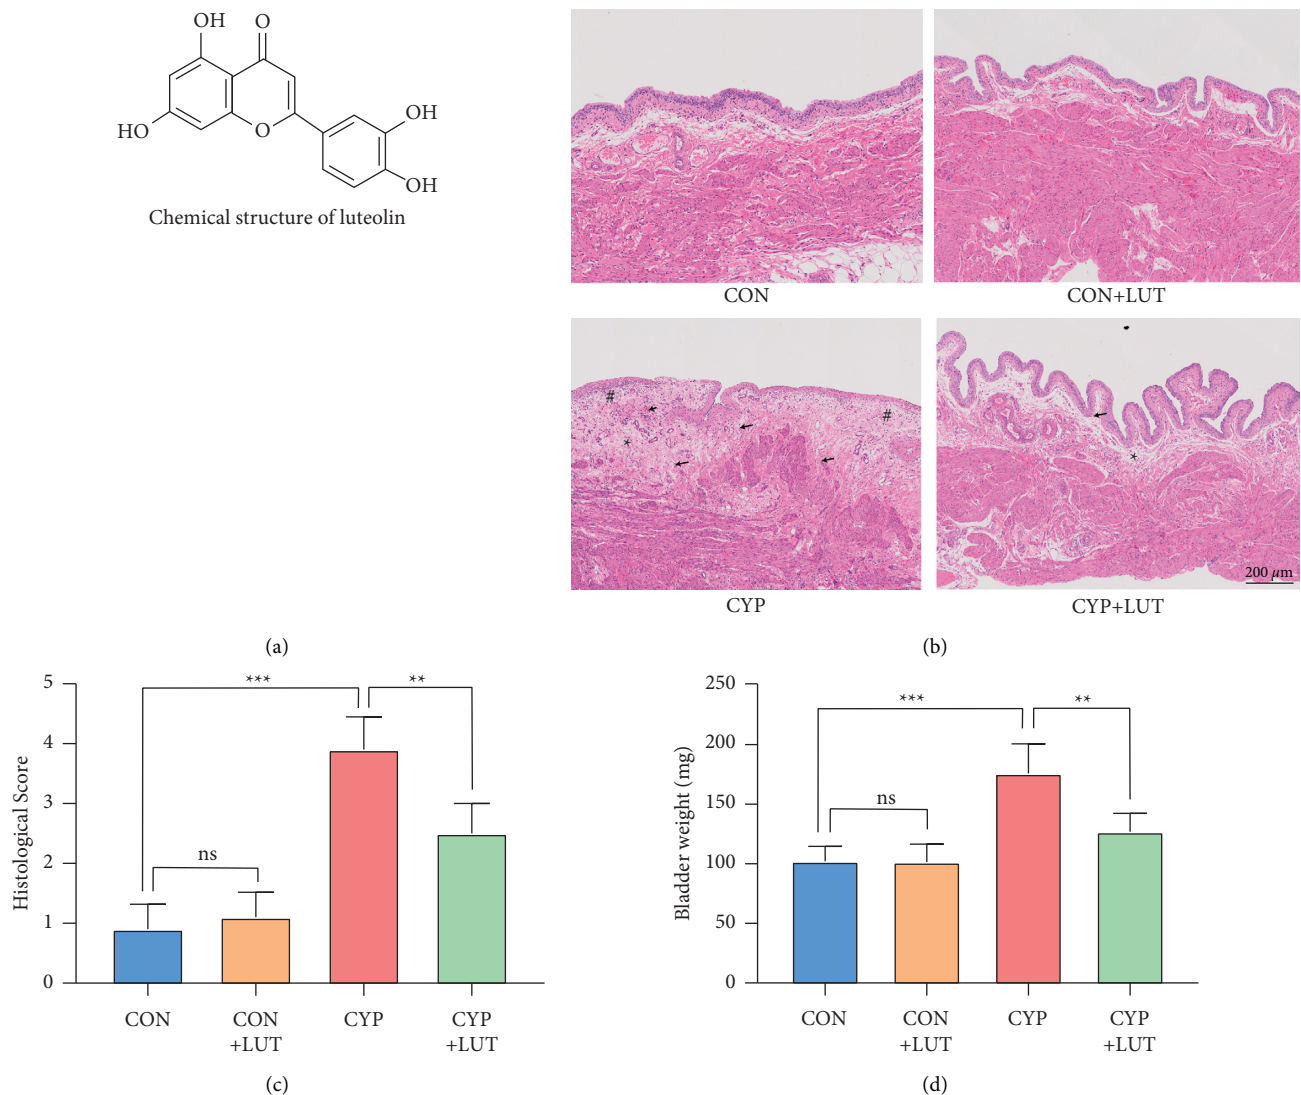 OH
O
HO
O
OH
OH
Chemical structure of luteolin
(a)
CON
CON+LUT
#
#
*
CYP
*
200 µm
CYP+LUT
(b)
Histological Score
5
4
3
2
1
0
***
**
ns
CON
CON
+LUT
CYP
CYP
+LUT
(c)
Bladder weight (mg)
250
200
150
100
50
0
***
**
ns
CON
CON
+LUT
CYP
CYP
+LUT
(d)